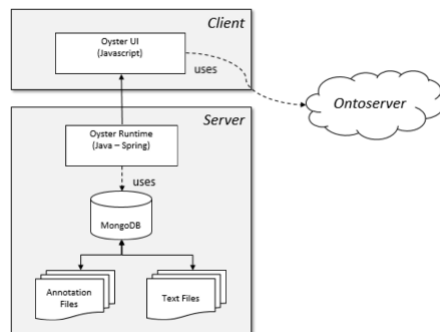 Client
Oyster UI
(Javascript)
uses
Ontoserver
Server
Oyster Runtime
(Java – Spring)
uses
MongoDB
Annotation
Files
Text Files